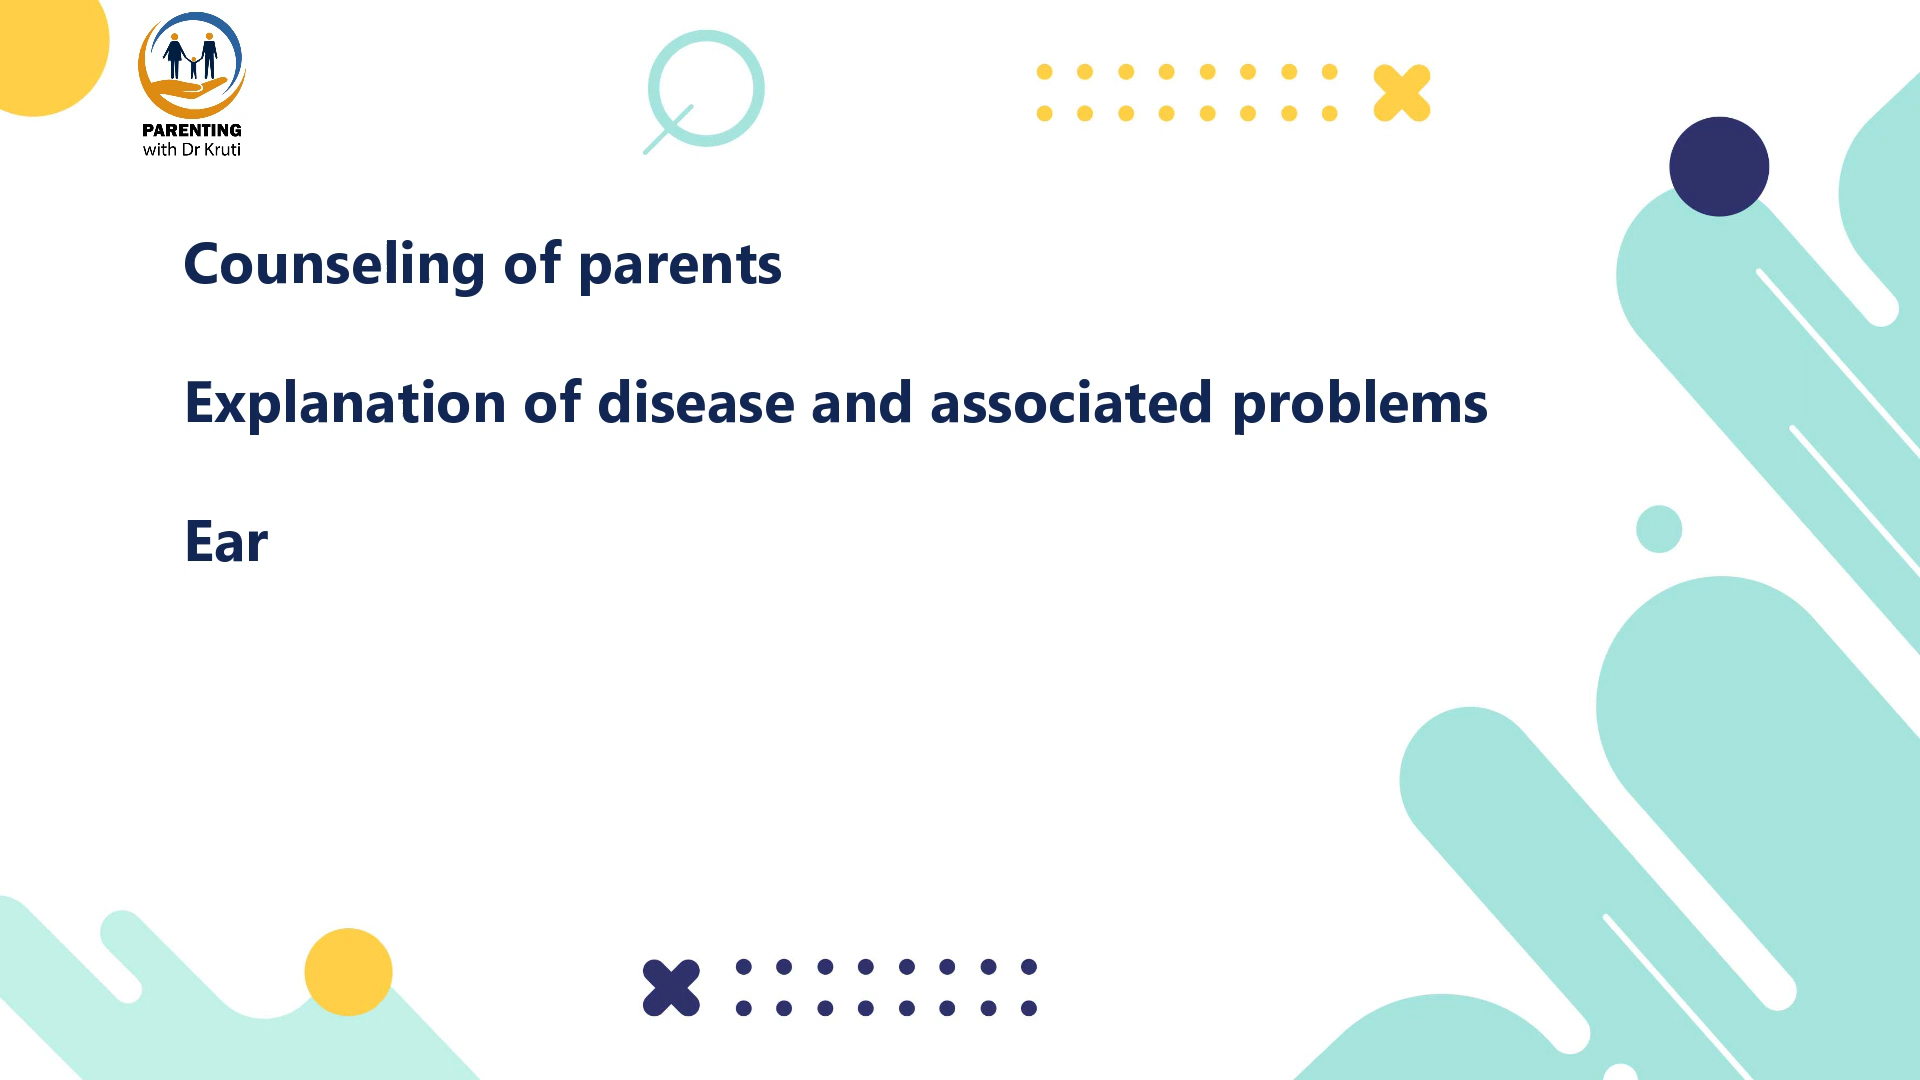 PARENTING
with Dr Kruti
Counseling of parents
Explanation of disease and associated problems
Ear